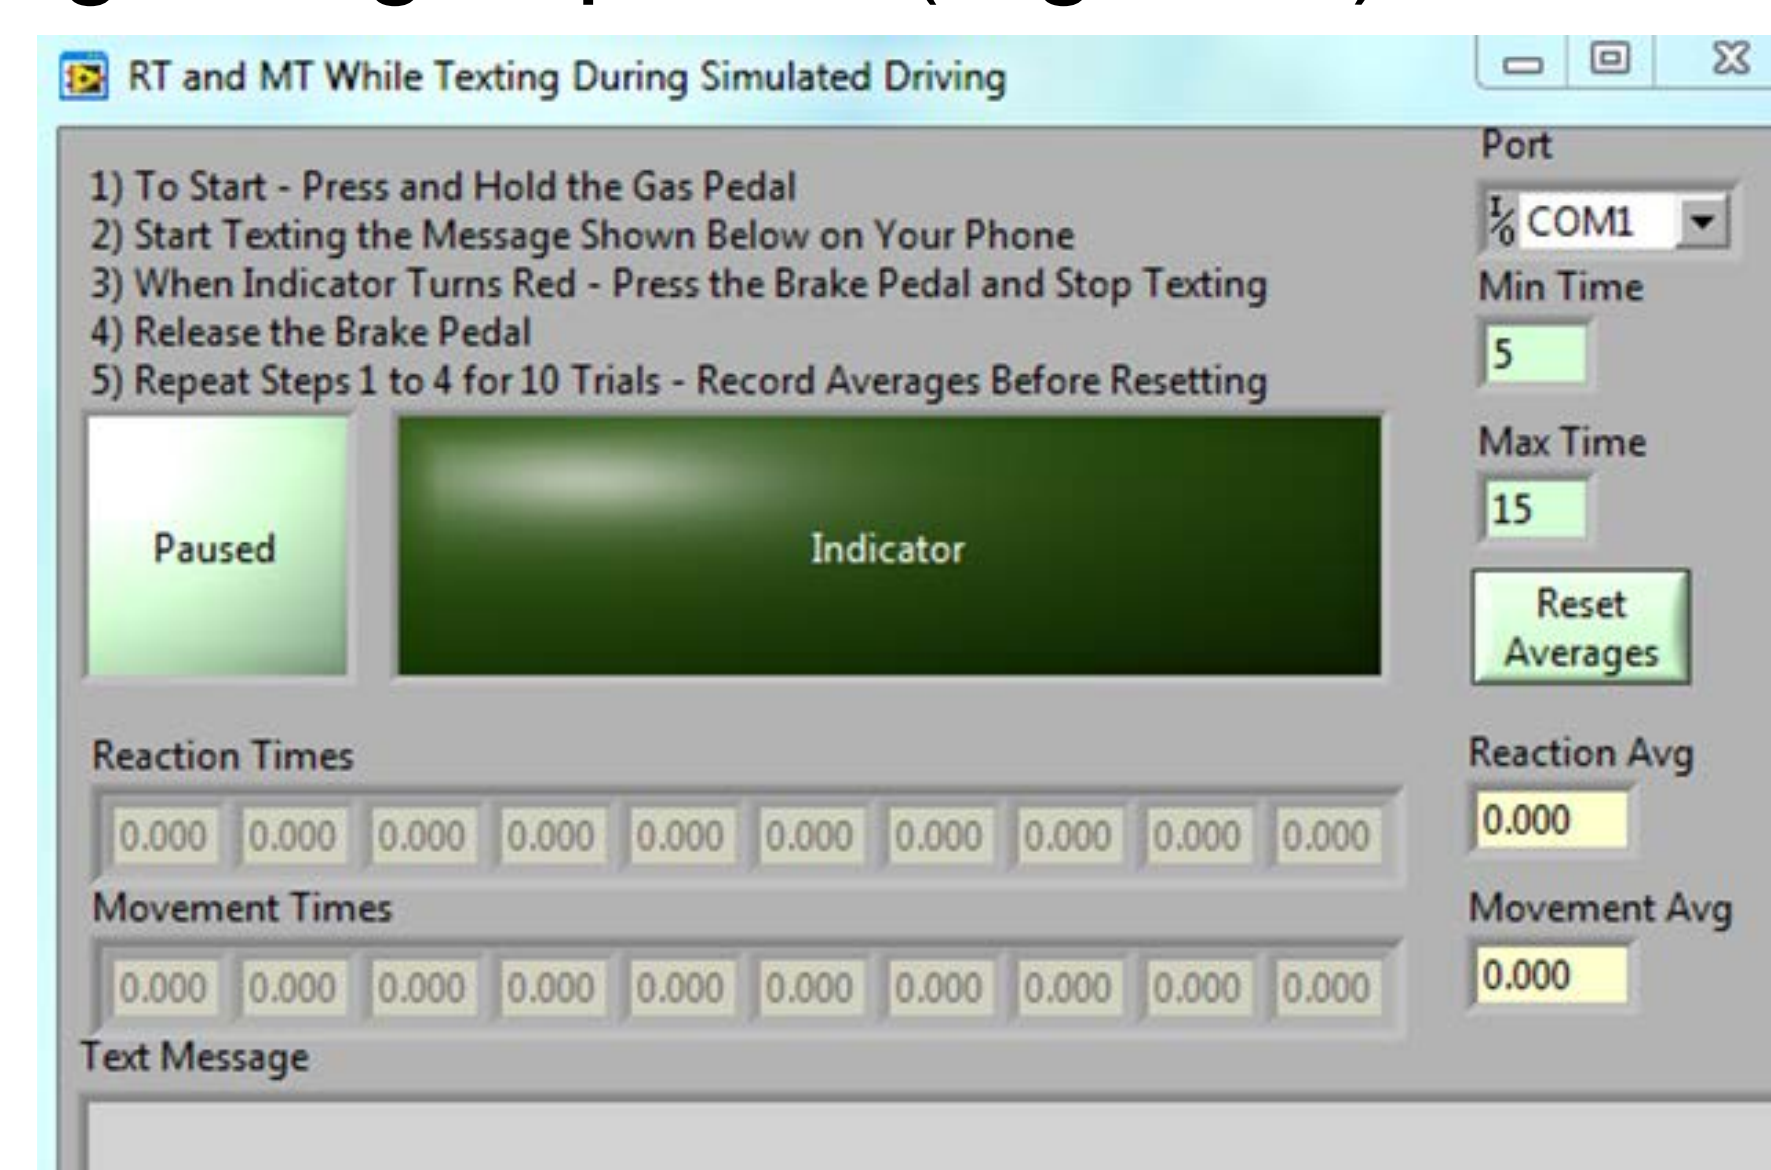 RT and MT While Texting During Simulated Driving
1) To Start - Press and Hold the Gas Pedal
2) Start Texting the Message Shown Below on Your Phone
3) When Indicator Turns Red - Press the Brake Pedal and Stop Texting
4) Release the Brake Pedal
5) Repeat Steps 1 to 4 for 10 Trials - Record Averages Before Resetting
Port
I/O COM1
Min Time
5
Max Time
15
Paused
Indicator
Reset
Averages
Reaction Times
0.000 0.000 0.000 0.000 0.000 0.000 0.000 0.000 0.000 0.000
Reaction Avg
0.000
Movement Times
0.000 0.000 0.000 0.000 0.000 0.000 0.000 0.000 0.000 0.000
Movement Avg
0.000
Text Message